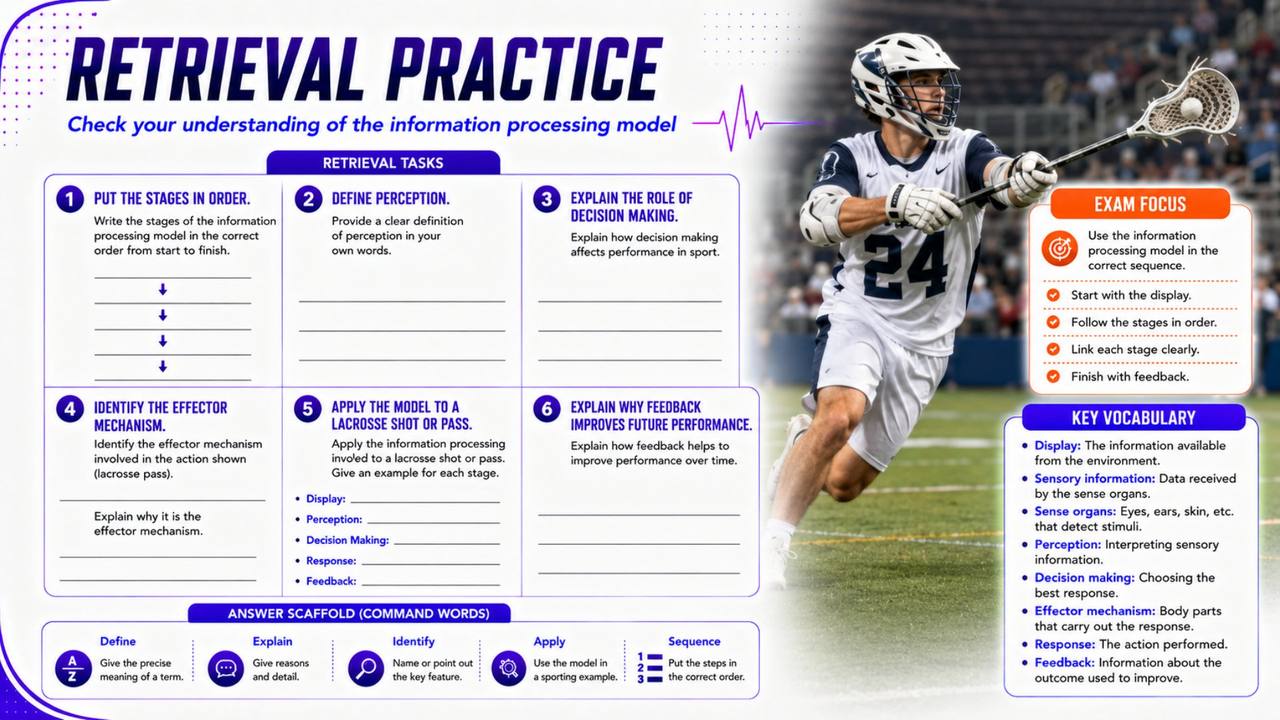 RETRIEVAL PRACTICE
Check your understanding of the information processing model
RETRIEVAL TASKS
1
PUT THE STAGES IN ORDER.
Write the stages of the information
processing model in the correct
order from start to finish.
2
DEFINE PERCEPTION.
Provide a clear definition
of perception in your
own words.
3
EXPLAIN THE ROLE OF
DECISION MAKING.
Explain how decision making
affects performance in sport.
4
IDENTIFY THE EFFECTOR
MECHANISM.
Identify the effector mechanism
involved in the action shown
(lacrosse pass).
Explain why it is the
effector mechanism.
5
APPLY THE MODEL TO A
LACROSSE SHOT OR PASS.
Apply the information processing
involved to a lacrosse shot or pass.
Give an example for each stage.
• Display:
• Perception:
• Decision Making:
• Response:
• Feedback:
6
EXPLAIN WHY FEEDBACK
IMPROVES FUTURE PERFORMANCE.
Explain how feedback helps to
improve performance over time.
ANSWER SCAFFOLD (COMMAND WORDS)
A
Z
Define
Give the precise
meaning of a term.
Explain
Give reasons
and detail.
Identify
Name or point out
the key feature.
Apply
Use the model in
a sporting example.
1
2
3
Sequence
Put the steps in
the correct order.
24
EXAM FOCUS
Use the information
processing model in the
correct sequence.
Start with the display.
Follow the stages in order.
Link each stage clearly.
Finish with feedback.
KEY VOCABULARY
• Display: The information available
from the environment.
• Sensory information: Data received
by the sense organs.
• Sense organs: Eyes, ears, skin, etc.
that detect stimuli.
• Perception: Interpreting sensory
information.
• Decision making: Choosing the
best response.
• Effector mechanism: Body parts
that carry out the response.
• Response: The action performed.
• Feedback: Information about the
outcome used to improve.